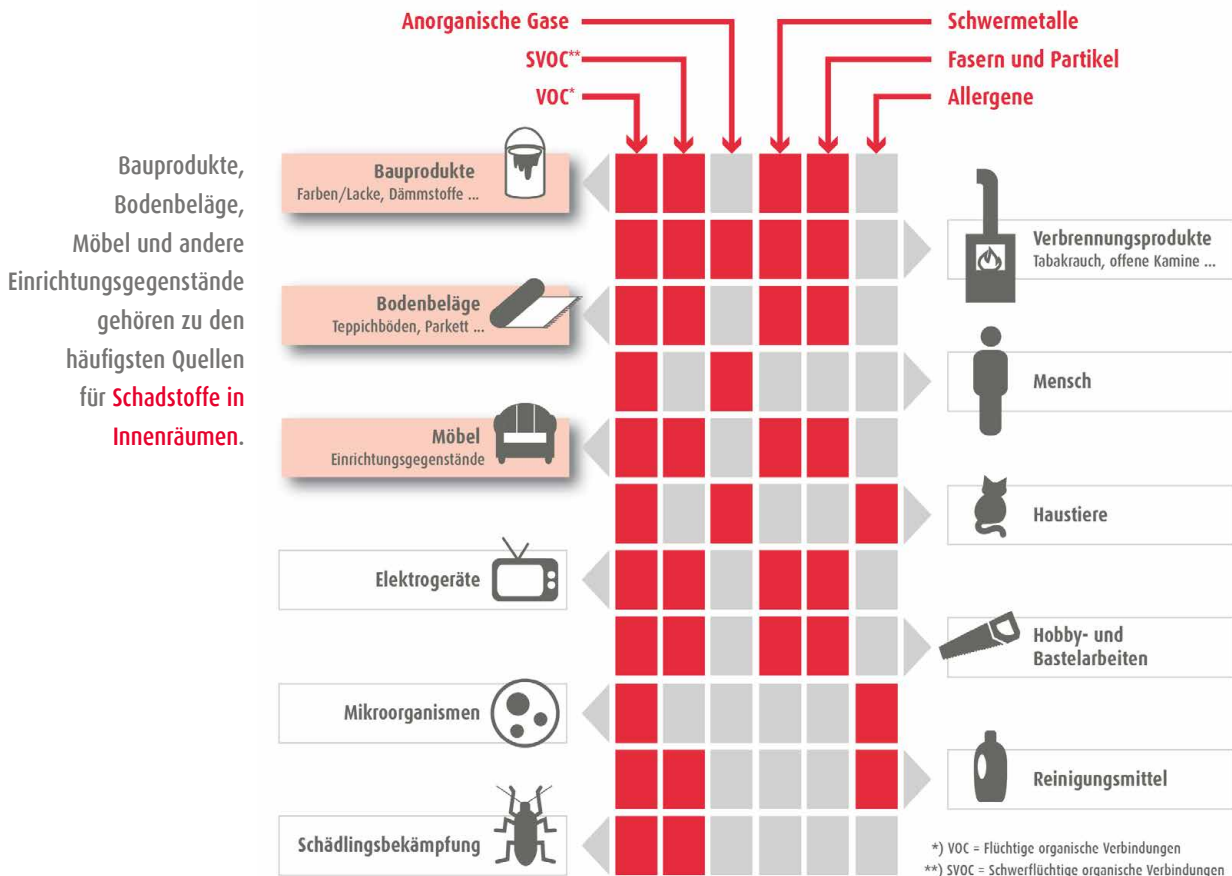 Bauprodukte,
Bodenbeläge,
Möbel und andere
Einrichtungsgegenstände
gehören zu den
häufigsten Quellen
für Schadstoffe in
Innenräumen.
Anorganische Gase
SVOC**
VOC*
Schwermetalle
Fasern und Partikel
Allergene
Bauprodukte
Farben/Lacke, Dämmstoffe ...
Verbrennungsprodukte
Tabakrauch, offene Kamine ...
Bodenbeläge
Teppichböden, Parkett ...
Mensch
Möbel
Einrichtungsgegenstände
Haustiere
Elektrogeräte
Hobby- und
Bastelarbeiten
Mikroorganismen
Reinigungsmittel
Schädlingsbekämpfung
*) VOC = Flüchtige organische Verbindungen
**) SVOC = Schwerflüchtige organische Verbindungen